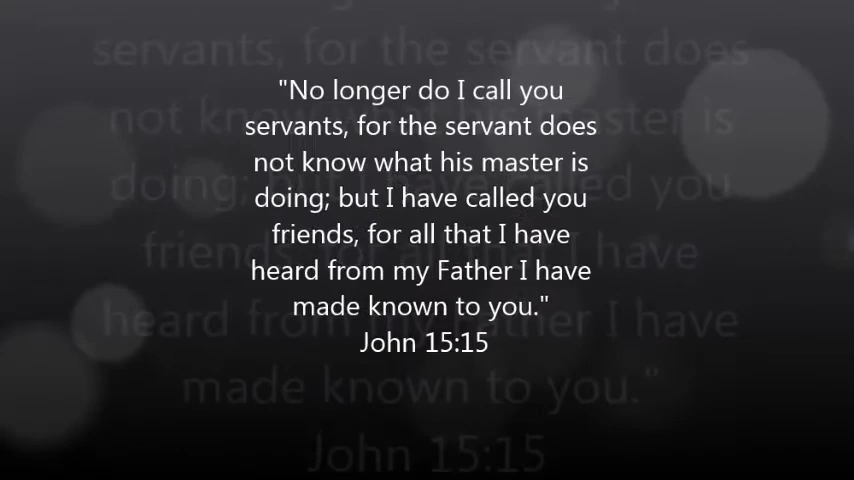 "No longer do I call you
servants, for the servant does
not know what his master is
doing; but I have called you
friends, for all that I have
heard from my Father I have
made known to you."
John 15:15